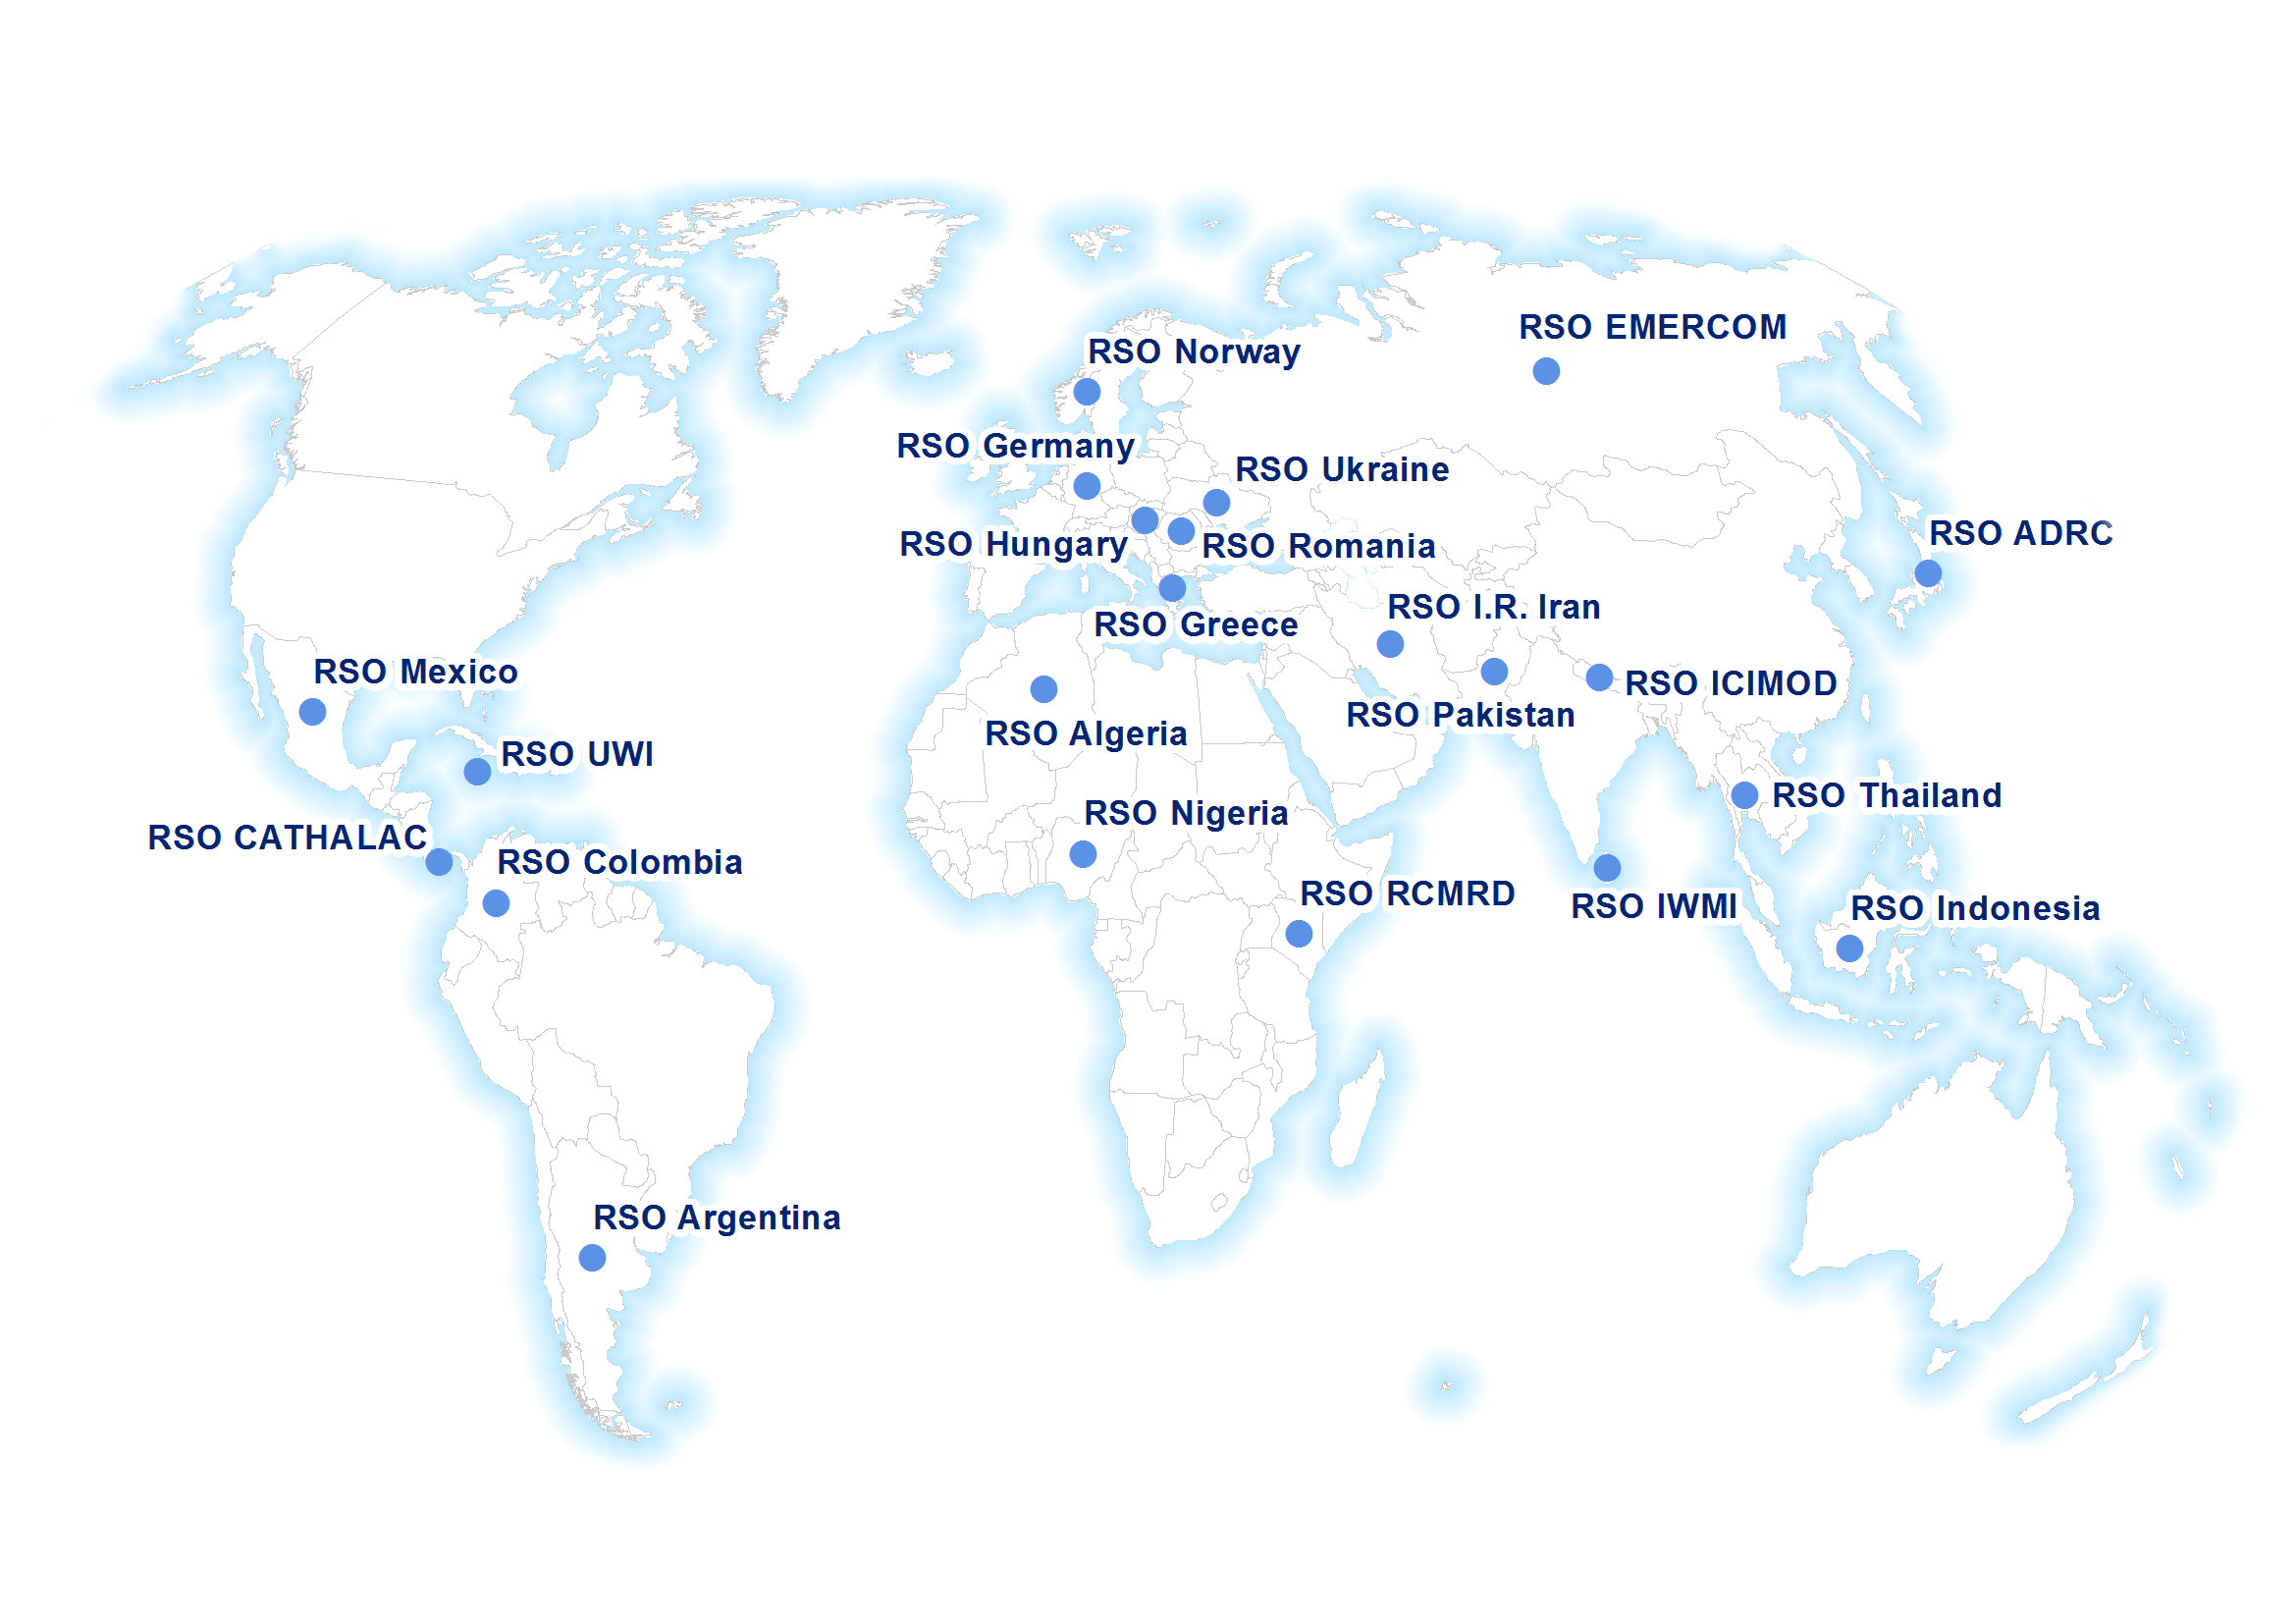 RSO EMERCOM
RSO Norway
RSO Germany
RSO Ukraine
RSO ADRC
RSO Hungary
RSO Romania
RSO I.R. Iran
RSO Greece
RSO Mexico
RSO ICIMOD
RSO Pakistan
RSO Algeria
RSO UWI
RSO Thailand
RSO Nigeria
RSO CATHALAC
RSO Colombia
RSO RCMRD
RSO IWMI
RSO Indonesia
RSO Argentina